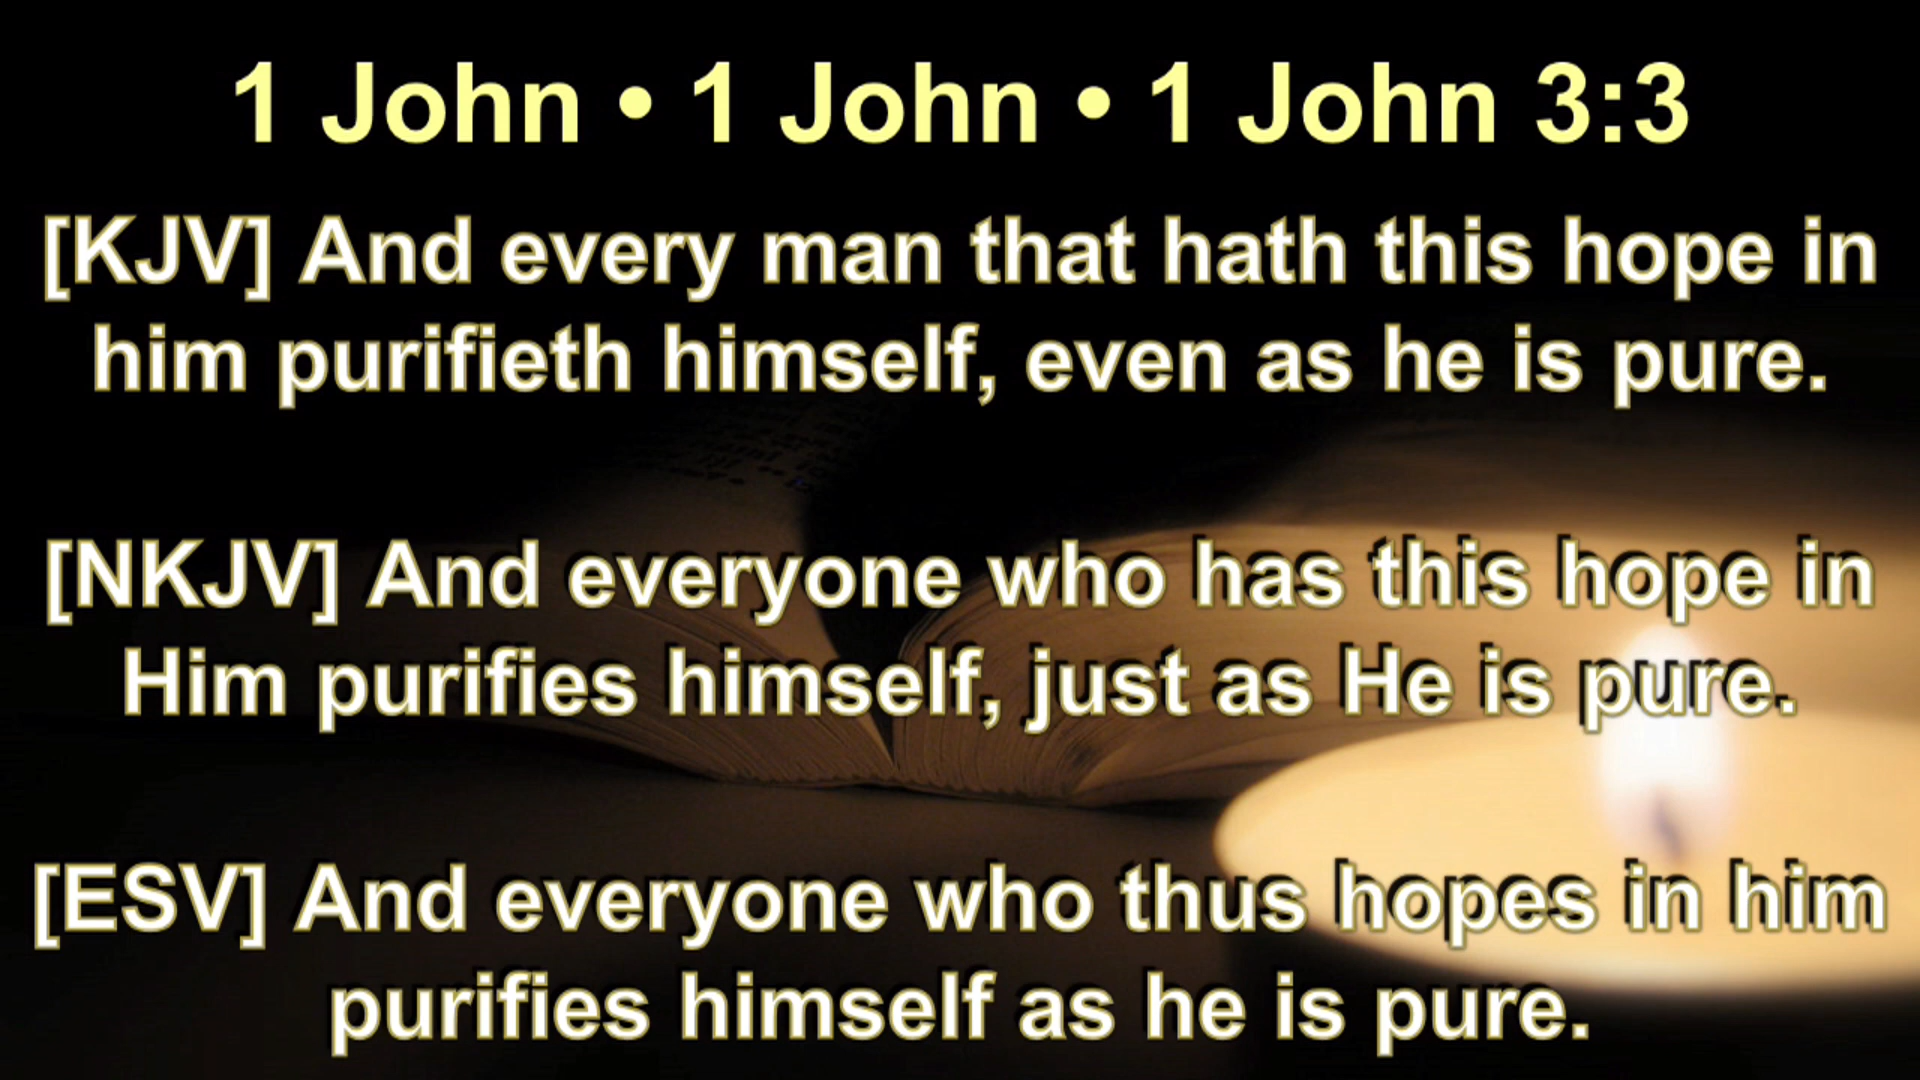 1 John • 1 John • 1 John 3:3
[KJV] And every man that hath this hope in
him purifieth himself, even as he is pure.
[NKJV] And everyone who has this hope in
Him purifies himself, just as He is pure.
[ESV] And everyone who thus hopes in him
purifies himself as he is pure.